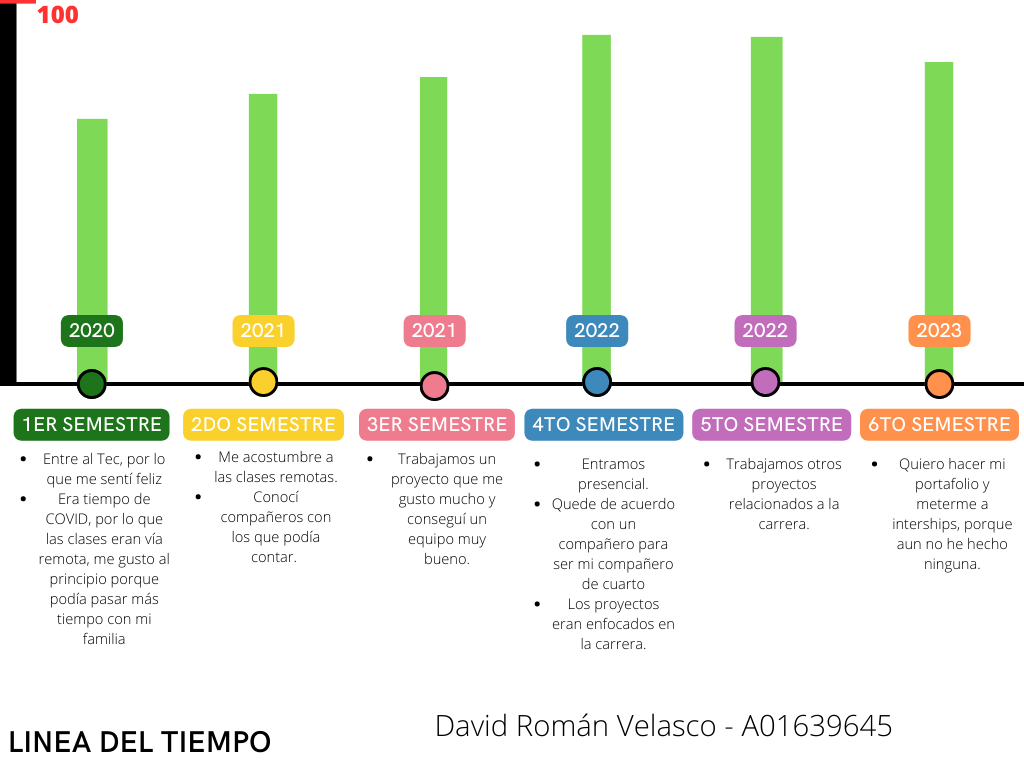 100
2020
2021
2021
2022
2022
2023
1ER SEMESTRE
2DO SEMESTRE
3ER SEMESTRE
4TO SEMESTRE
5TO SEMESTRE
6TO SEMESTRE
Entre al Tec, por lo
que me sentí feliz
Era tiempo de
COVID, por lo que
las clases eran vía
remota, me gusto al
principio porque
podía pasar más
tiempo con mi
familia
Me acostumbre a
las clases remotas.
Conocí
compañeros con
los que podía
contar.
Trabajamos un
proyecto que me
gusto mucho y
conseguí un
equipo muy
bueno.
Entramos
presencial.
Quede de acuerdo
con un
compañero para
ser mi compañero
de cuarto
Los proyectos
eran enfocados en
la carrera.
Trabajamos otros
proyectos
relacionados a la
carrera.
Quiero hacer mi
portafolio y
meterme a
interships, porque
aun no he hecho
ninguna.
LINEA DEL TIEMPO
David Román Velasco - A01639645